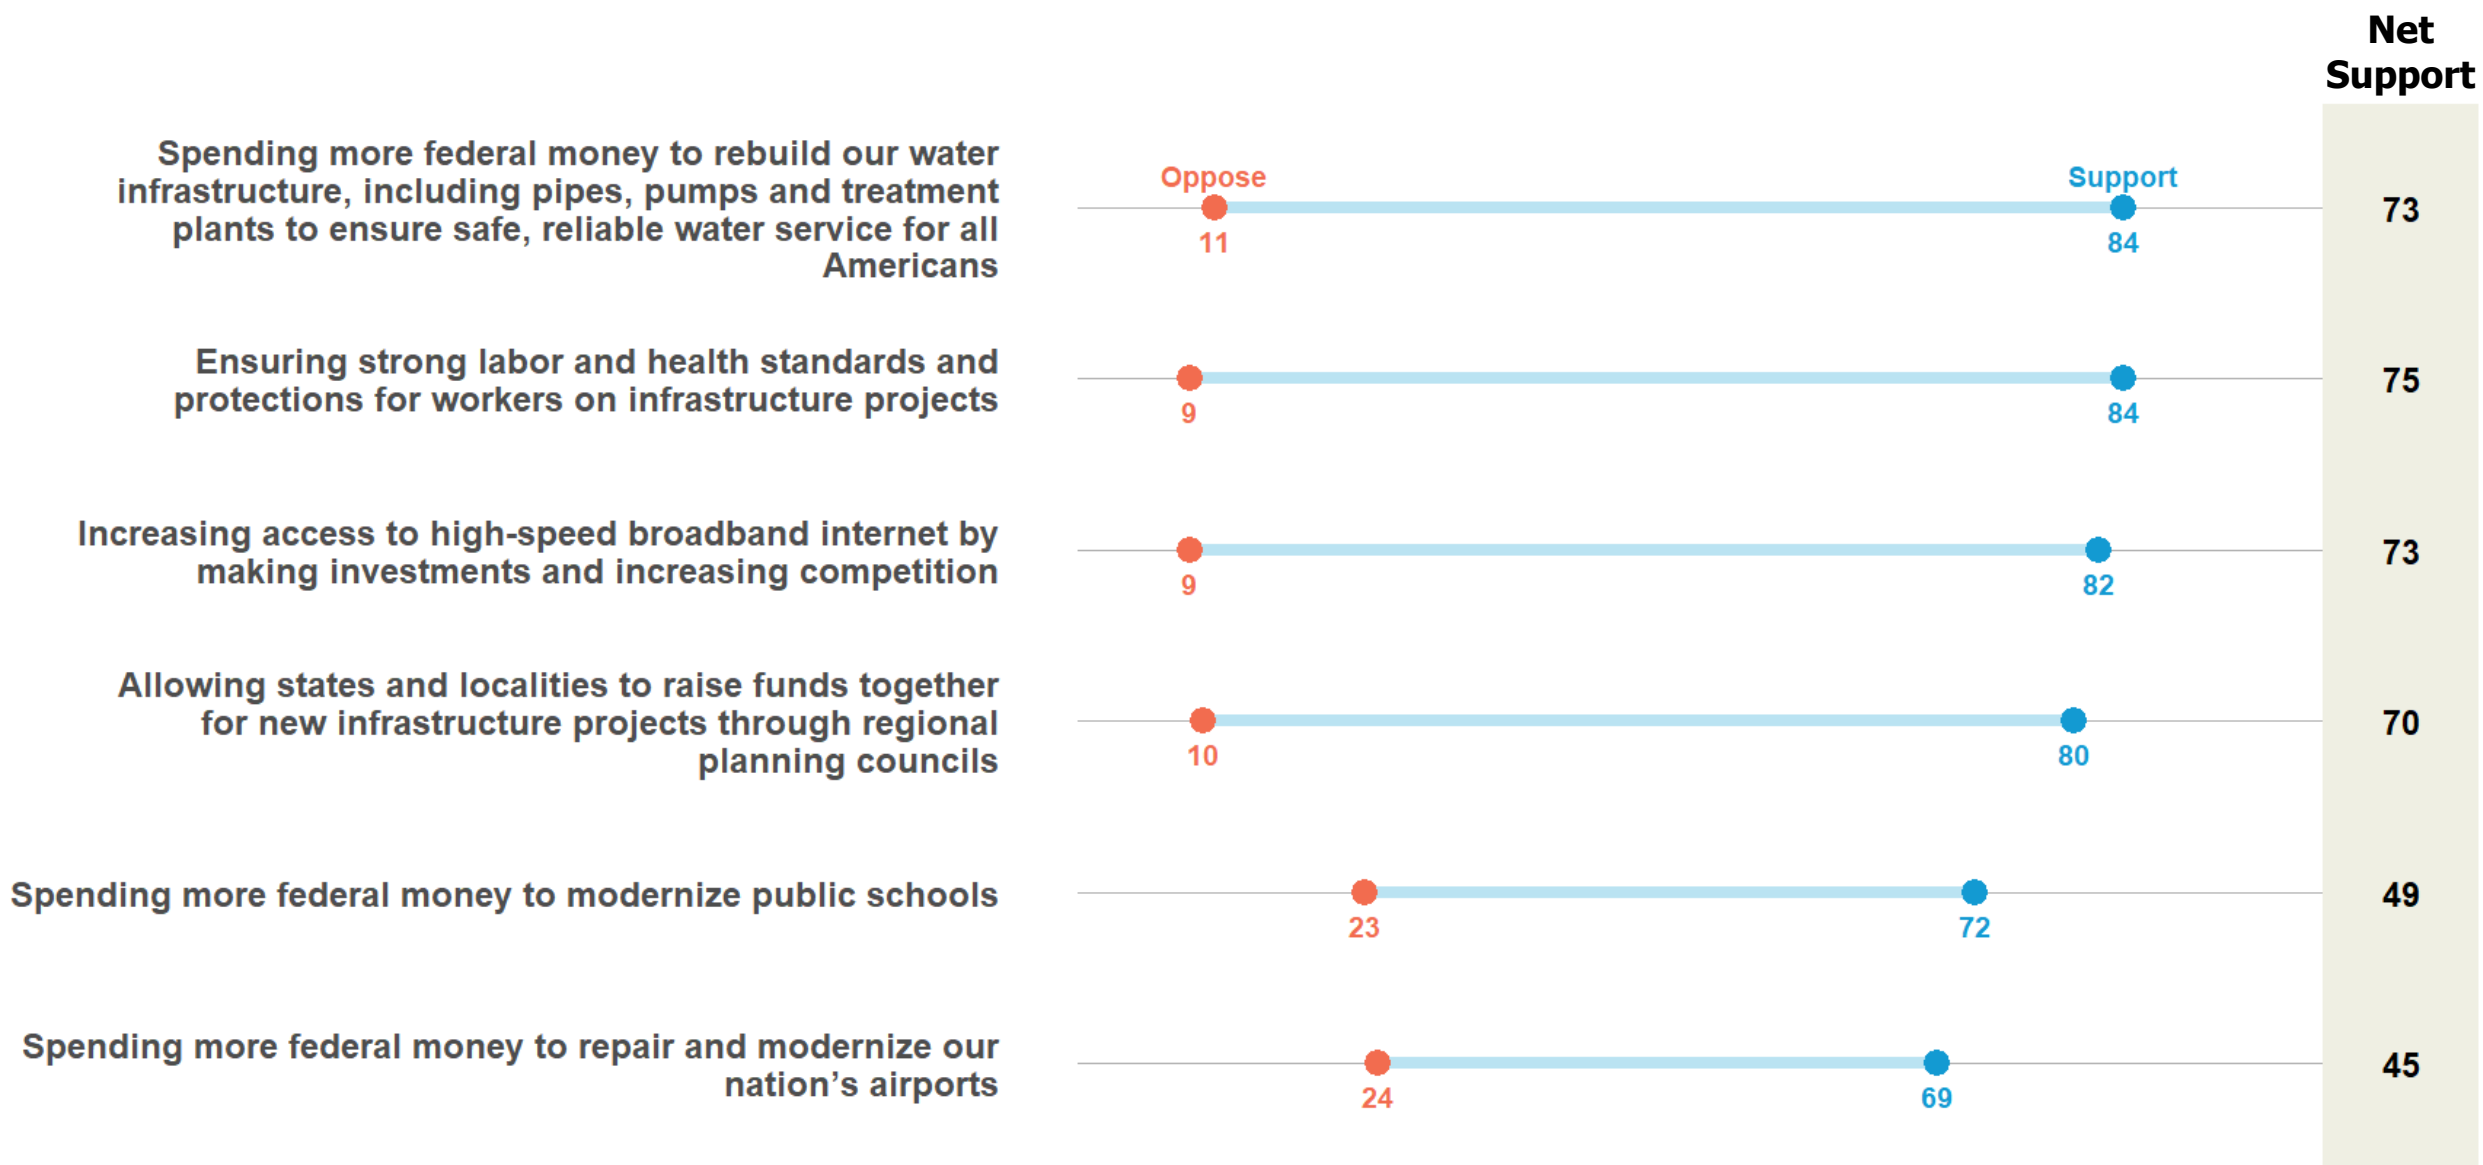 Net
Support
Spending more federal money to rebuild our water
infrastructure, including pipes, pumps and treatment
plants to ensure safe, reliable water service for all
Americans
Oppose
Support
11
84
73
Ensuring strong labor and health standards and
protections for workers on infrastructure projects
9
84
75
Increasing access to high-speed broadband internet by
making investments and increasing competition
9
82
73
Allowing states and localities to raise funds together
for new infrastructure projects through regional
planning councils
10
80
70
Spending more federal money to modernize public schools
23
72
49
Spending more federal money to repair and modernize our
nation’s airports
24
69
45